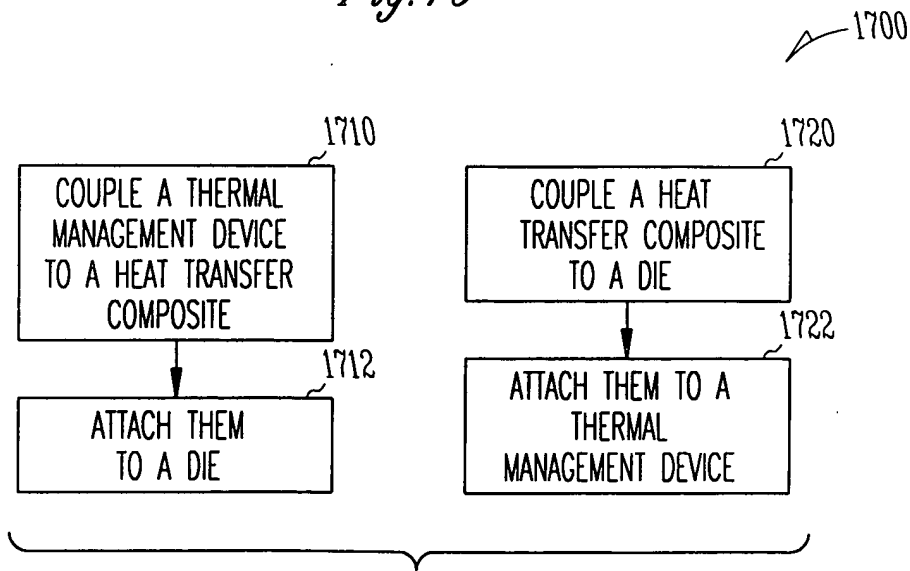 1700
1710
COUPLE A THERMAL
MANAGEMENT DEVICE
TO A HEAT TRANSFER
COMPOSITE
1712
ATTACH THEM
TO A DIE
1720
COUPLE A HEAT
TRANSFER COMPOSITE
TO A DIE
1722
ATTACH THEM TO A
THERMAL
MANAGEMENT DEVICE